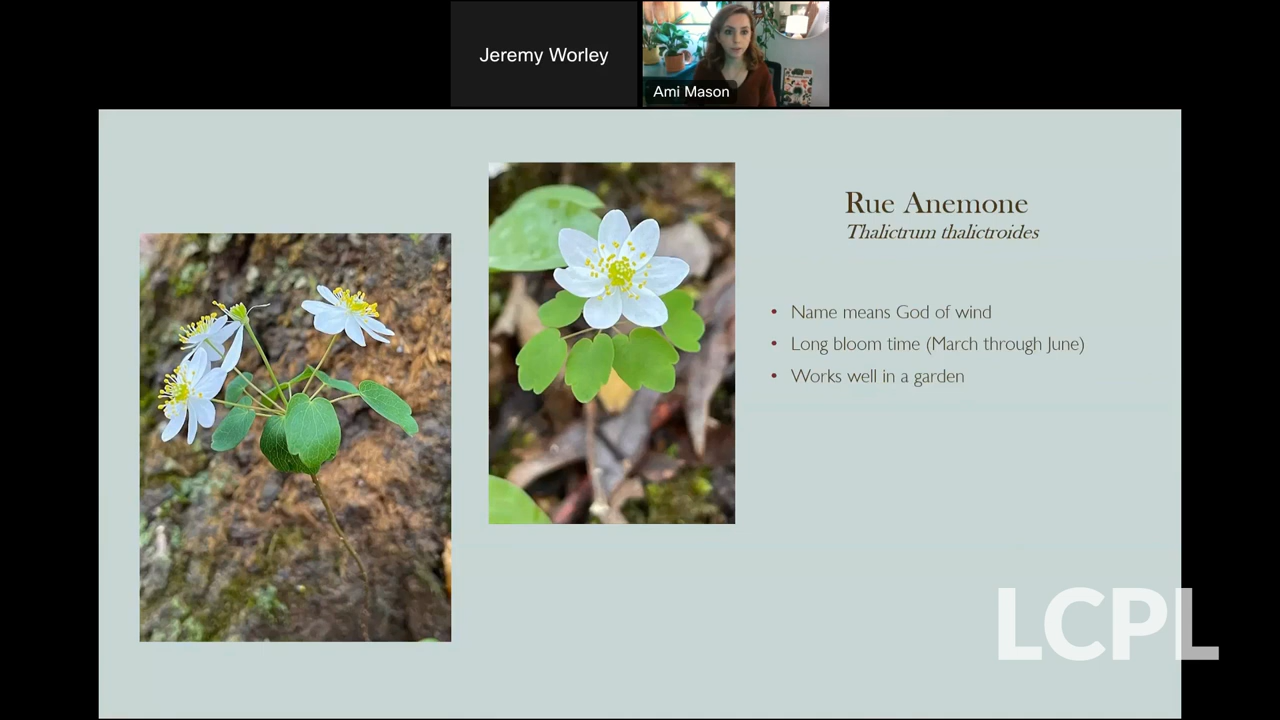 Jeremy Worley
Ami Mason
Rue Anemone
Thalictrum thalictroides
• Name means God of wind
• Long bloom time (March through June)
• Works well in a garden
LCPL